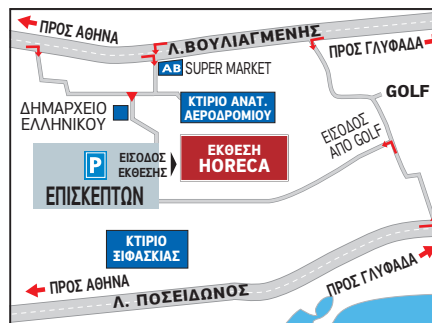 ΠΡΟΣ ΑΘΗΝΑ
Λ.ΒΟΥΛΙΑΓΜΕΝΗΣ
ΠΡΟΣ ΓΛΥΦΑΔΑ
AB SUPER MARKET
GOLF
ΔΗΜΑΡΧΕΙΟ
ΕΛΛΗΝΙΚΟΥ
ΚΤΙΡΙΟ ΑΝΑΤ.
ΑΕΡΟΔΡΟΜΙΟΥ
ΕΙΣΟΔΟΣ
ΑΠΟ GOLF
P
ΕΙΣΟΔΟΣ
ΕΚΘΕΣΗΣ
ΕΚΘΕΣΗ
HORECA
ΕΠΙΣΚΕΠΤΩΝ
ΚΤΙΡΙΟ
ΞΙΦΑΣΚΙΑΣ
ΠΡΟΣ ΑΘΗΝΑ
Λ. ΠΟΣΕΙΔΩΝΟΣ
ΠΡΟΣ ΓΛΥΦΑΔΑ